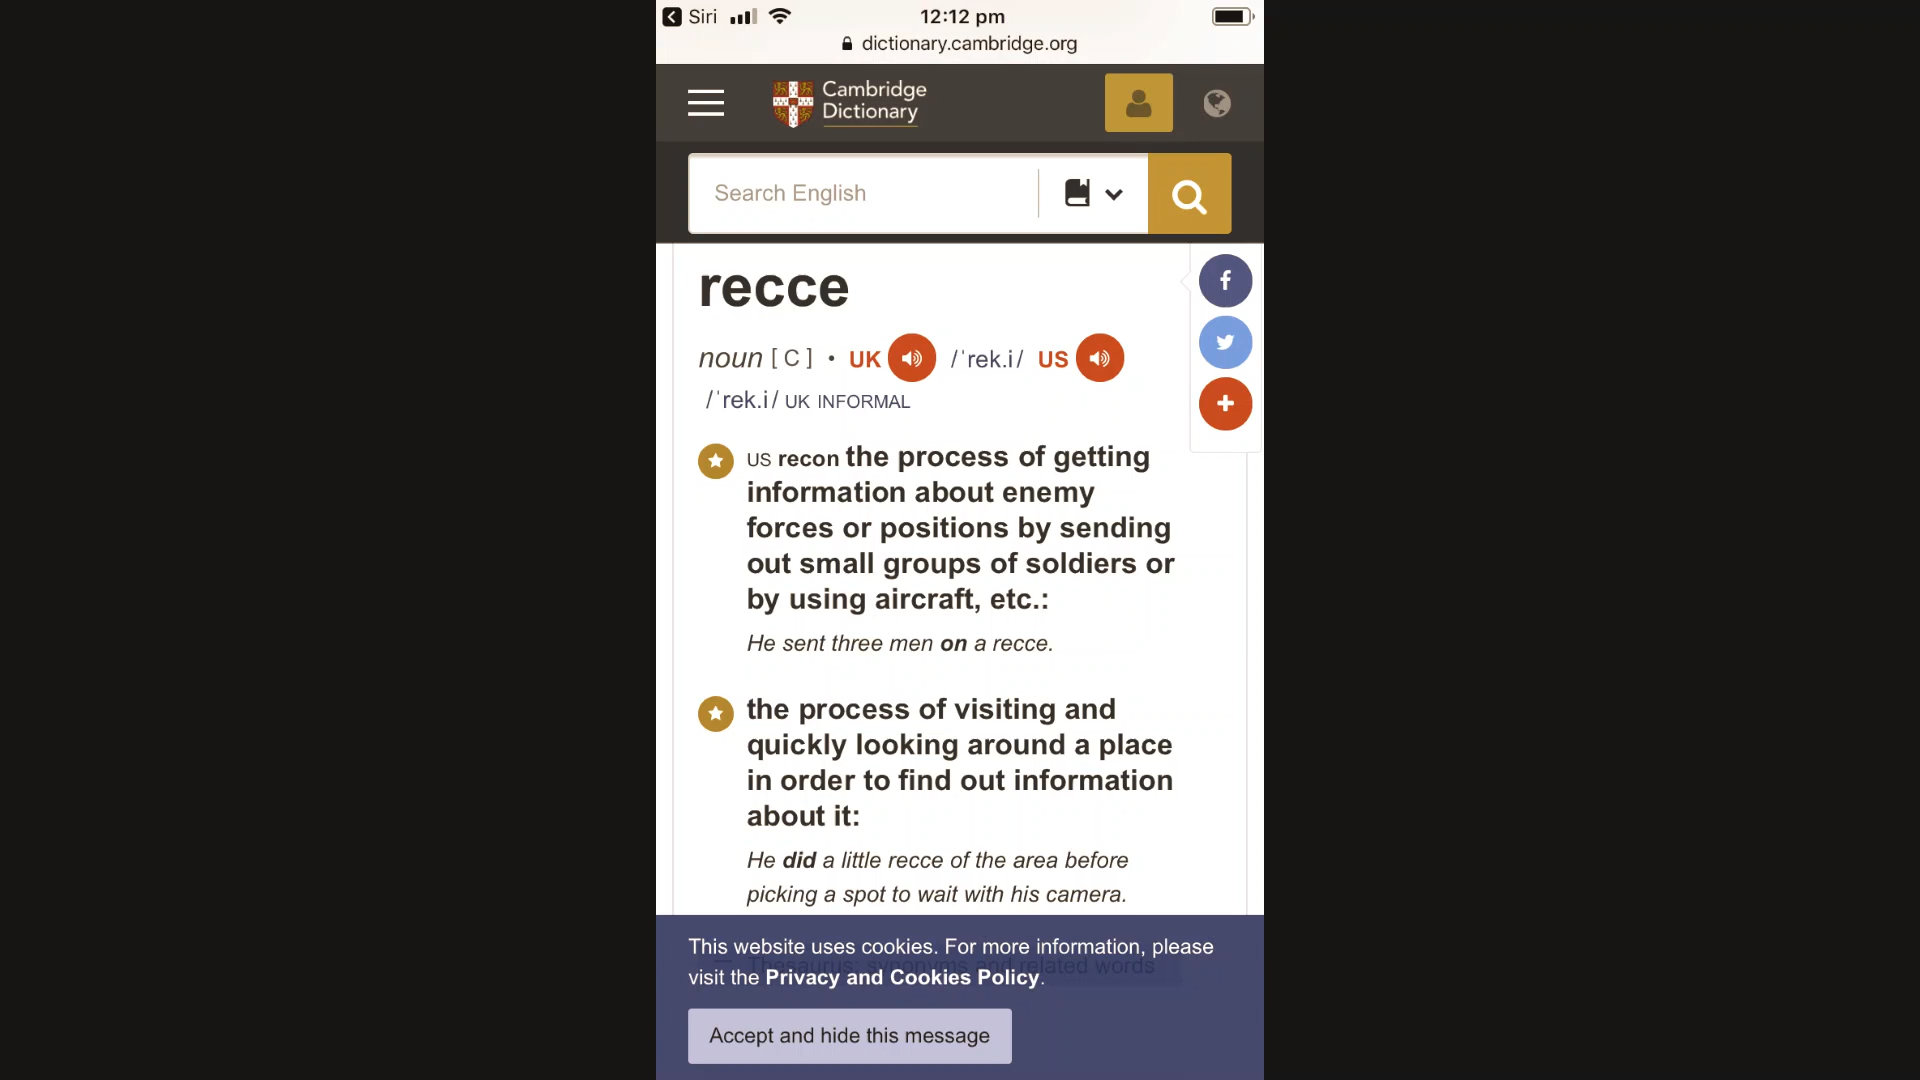 Siri 12:12 pm
dictionary.cambridge.org
Cambridge
Dictionary
Search English
recce
noun [ C ] • UK /ˈrek.i/ US
/ˈrek.i/ UK INFORMAL
US recon the process of getting
information about enemy
forces or positions by sending
out small groups of soldiers or
by using aircraft, etc.:
He sent three men on a recce.
the process of visiting and
quickly looking around a place
in order to find out information
about it:
He did a little recce of the area before
picking a spot to wait with his camera.
This website uses cookies. For more information, please
Thesaurus: synonyms and related words
visit the Privacy and Cookies Policy.
Accept and hide this message